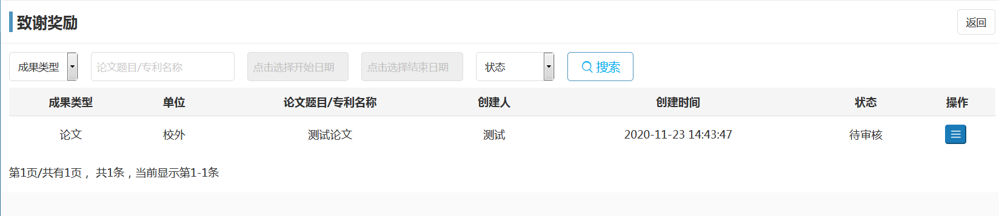 致谢奖励
返回
成果类型 论文题目/专利名称 点击选择开始日期 点击选择结束日期 状态 搜索
成果类型 单位 论文题目/专利名称 创建人 创建时间 状态 操作
论文 校外 测试论文 测试 2020-11-23 14:43:47 待审核
第1页/共有1页， 共1条，当前显示第1-1条